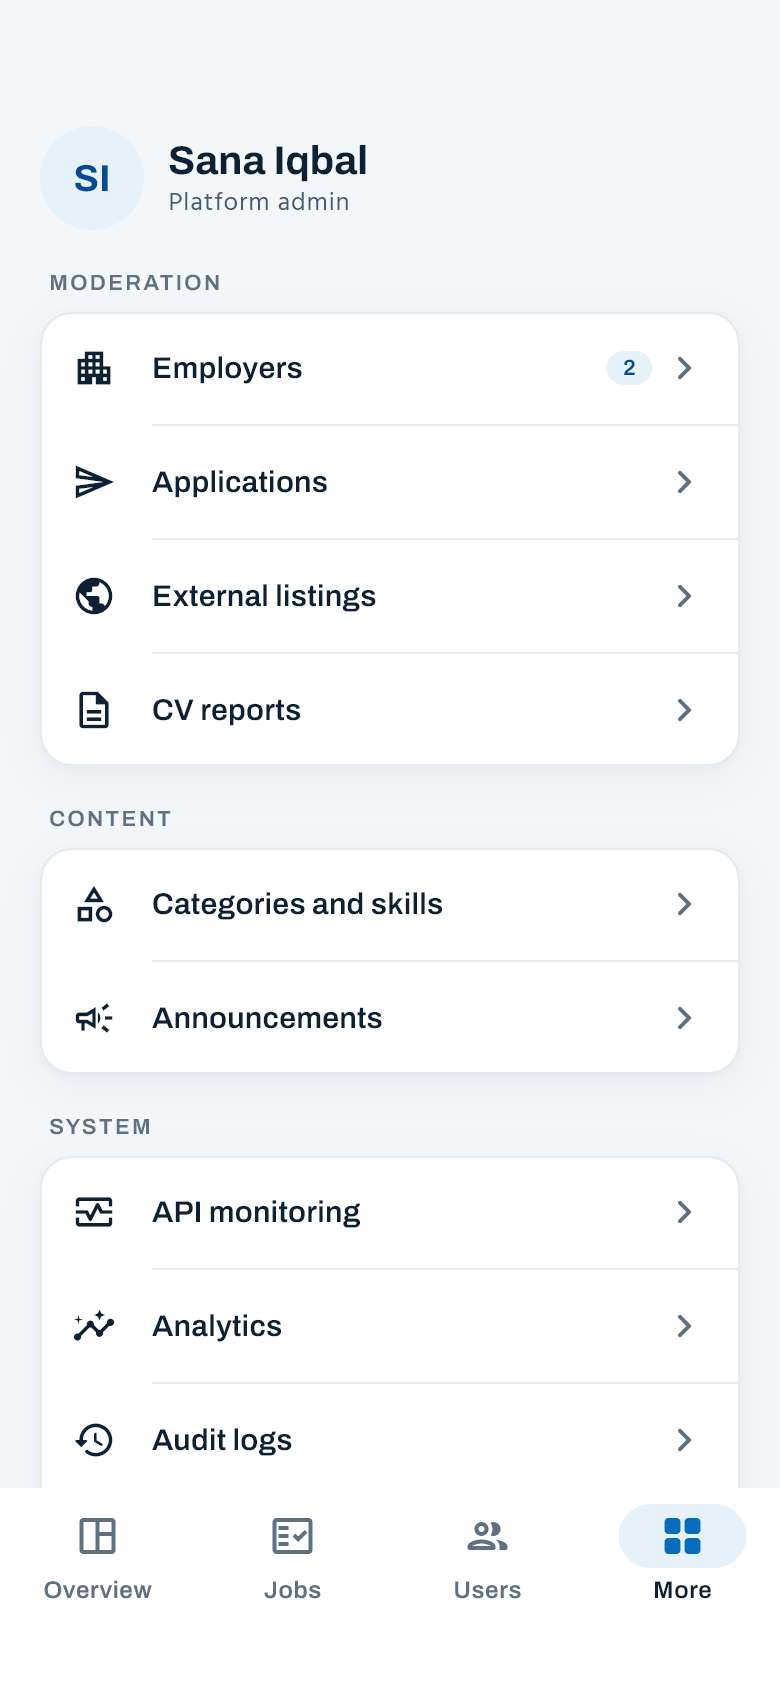 SI
Sana Iqbal
Platform admin
MODERATION
Employers 2
Applications
External listings
CV reports
CONTENT
Categories and skills
Announcements
SYSTEM
API monitoring
Analytics
Audit logs
Overview Jobs Users More